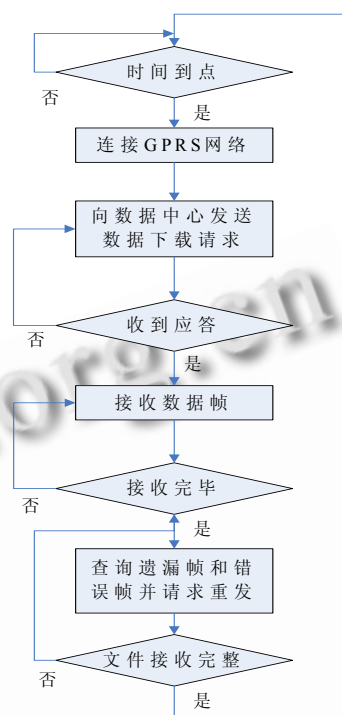 时间到点
否
是
连接GPRS网络
向数据中心发送
数据下载请求
收到应答
否
是
接收数据帧
接收完毕
否
是
查询遗漏帧和错
误帧并请求重发
文件接收完整
否
是
org.cn